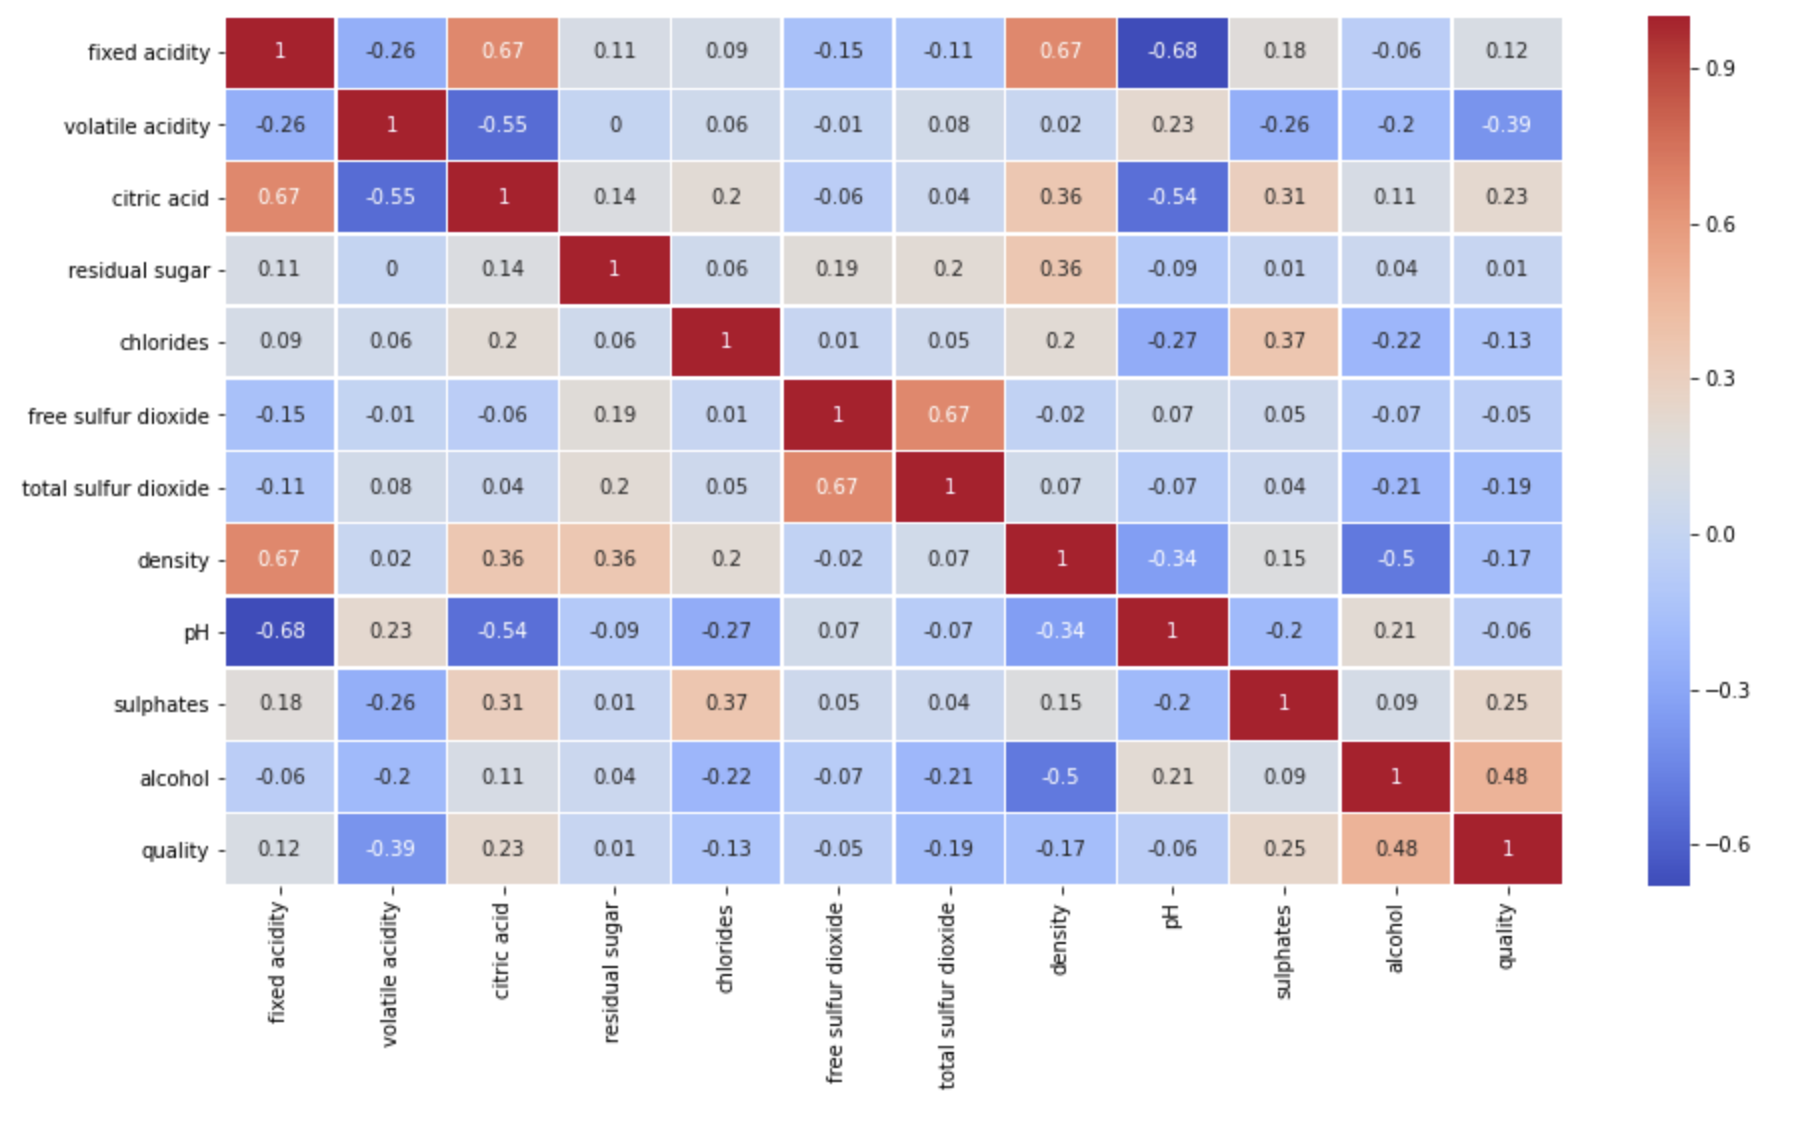 fixed acidity 1 -0.26 0.67 0.11 0.09 -0.15 -0.11 0.67 -0.68 0.18 -0.06 0.12
volatile acidity -0.26 1 -0.55 0 0.06 -0.01 0.08 0.02 0.23 -0.26 -0.2 -0.39
citric acid 0.67 -0.55 1 0.14 0.2 -0.06 0.04 0.36 -0.54 0.31 0.11 0.23
residual sugar 0.11 0 0.14 1 0.06 0.19 0.2 0.36 -0.09 0.01 0.04 0.01
chlorides 0.09 0.06 0.2 0.06 1 0.01 0.05 0.2 -0.27 0.37 -0.22 -0.13
free sulfur dioxide -0.15 -0.01 -0.06 0.19 0.01 1 0.67 -0.02 0.07 0.05 -0.07 -0.05
total sulfur dioxide -0.11 0.08 0.04 0.2 0.05 0.67 1 0.07 -0.07 0.04 -0.21 -0.19
density 0.67 0.02 0.36 0.36 0.2 -0.02 0.07 1 -0.34 0.15 -0.5 -0.17
pH -0.68 0.23 -0.54 -0.09 -0.27 0.07 -0.07 -0.34 1 -0.2 0.21 -0.06
sulphates 0.18 -0.26 0.31 0.01 0.37 0.05 0.04 0.15 -0.2 1 0.09 0.25
alcohol -0.06 -0.2 0.11 0.04 -0.22 -0.07 -0.21 -0.5 0.21 0.09 1 0.48
quality 0.12 -0.39 0.23 0.01 -0.13 -0.05 -0.19 -0.17 -0.06 0.25 0.48 1
fixed acidity
volatile acidity
citric acid
residual sugar
chlorides
free sulfur dioxide
total sulfur dioxide
density
pH
sulphates
alcohol
quality
0.9
0.6
0.3
0.0
−0.3
−0.6